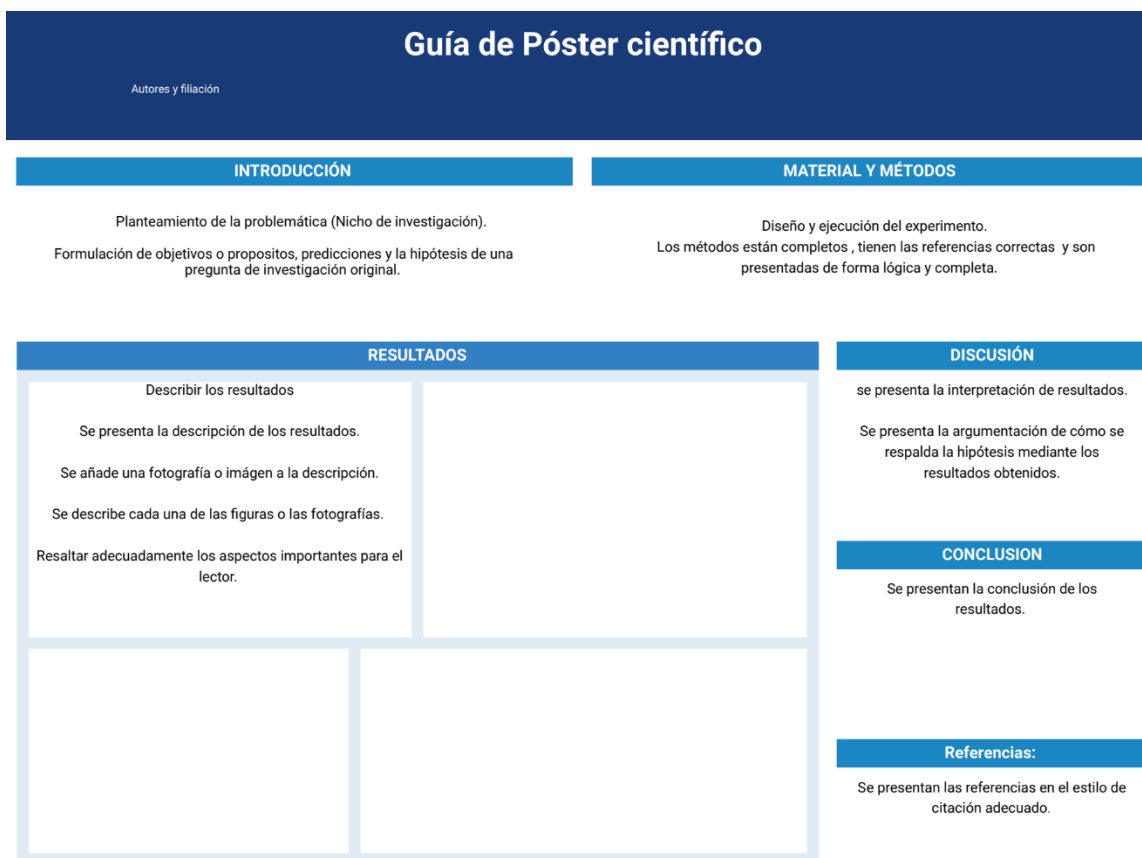 Guía de Póster científico
Autores y filiación
INTRODUCCIÓN
Planteamiento de la problemática (Nicho de investigación).
Formulación de objetivos o propositos, predicciones y la hipótesis de una
pregunta de investigación original.
MATERIAL Y MÉTODOS
Diseño y ejecución del experimento.
Los métodos están completos , tienen las referencias correctas  y son
presentadas de forma lógica y completa.
RESULTADOS
Describir los resultados
Se presenta la descripción de los resultados.
Se añade una fotografía o imágen a la descripción.
Se describe cada una de las figuras o las fotografías.
Resaltar adecuadamente los aspectos importantes para el
lector.
DISCUSIÓN
se presenta la interpretación de resultados.
Se presenta la argumentación de cómo se
respalda la hipótesis mediante los
resultados obtenidos.
CONCLUSION
Se presentan la conclusión de los
resultados.
Referencias:
Se presentan las referencias en el estilo de
citación adecuado.